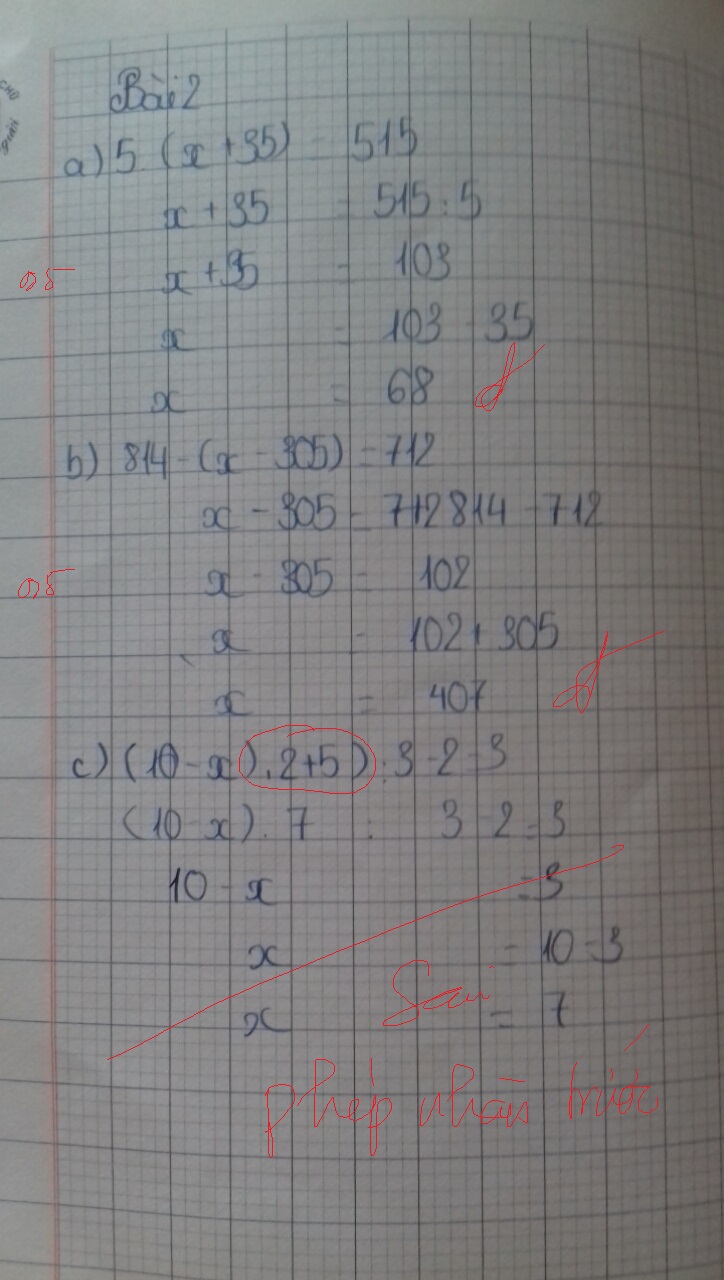 Bài 2
a) 5 (x + 35) = 515
x + 35 = 515 : 5
0,5
x + 35 = 103
x = 103 - 35
x = 68 đ
b) 814 - (x - 305) = 712
x - 305 = 712 814 - 712
0,5
x - 305 = 102
x = 102 + 305
x = 407 đ
c) (10 - x) . 2 + 5) : 3 - 2 = 3
(10 - x) . 7 : 3 - 2 = 3
10 - x = 3
x = 10 - 3
Sai
x = 7
phép nhân trước